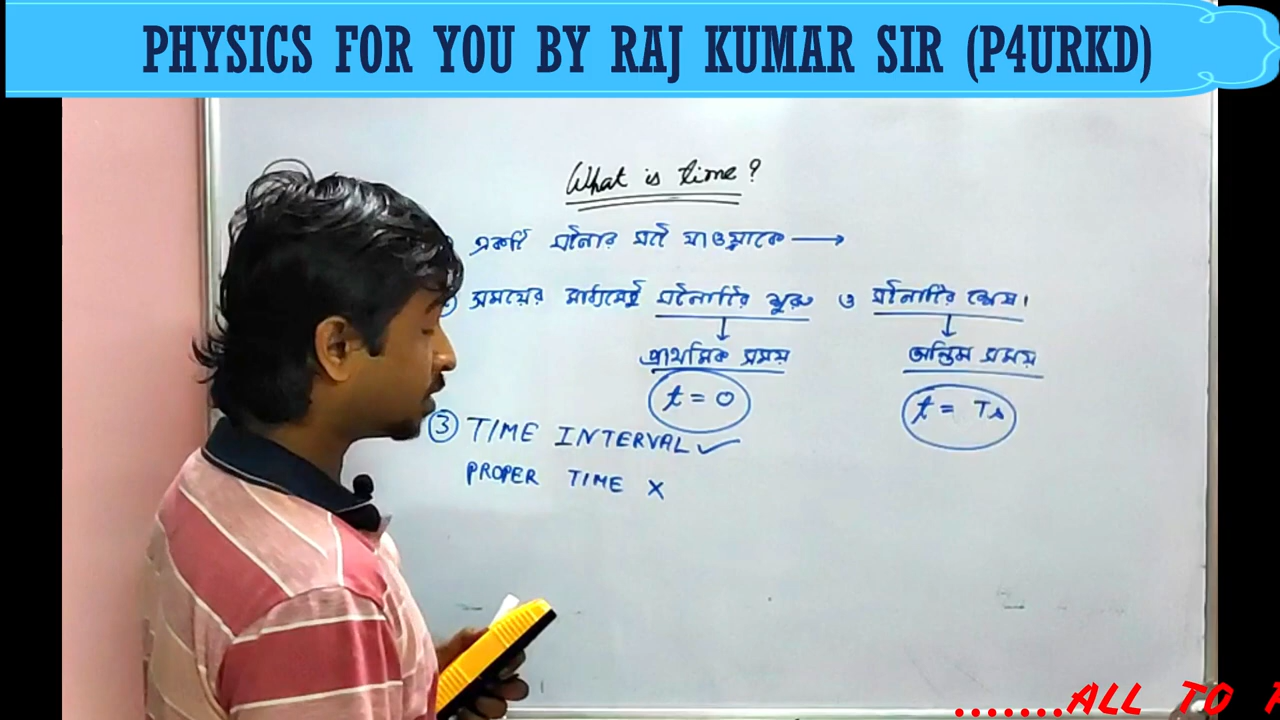 PHYSICS FOR YOU BY RAJ KUMAR SIR (P4URKD)
What is time?
একটি ঘটনার ঘটে যাওয়াকে ⟶
সময়ের মাধ্যমেই ঘটনাটির শুরু ও ঘটনাটির শেষ।
প্রাথমিক সময় অন্তিম সময়
t = 0 t = Ts
③ TIME INTERVAL ✓
PROPER TIME ×
.......ALL TO